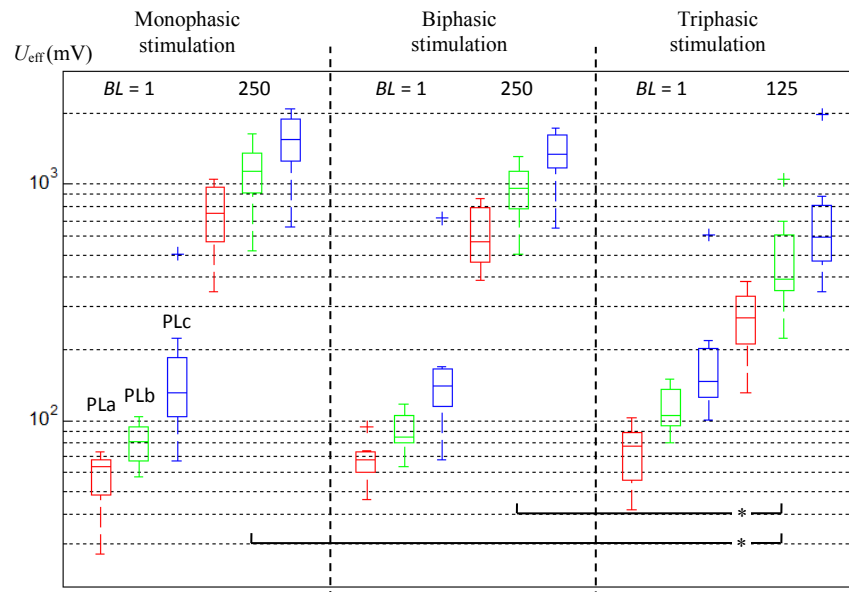 Monophasic stimulation
Biphasic stimulation
Triphasic stimulation
U_eff (mV)
BL = 1
250
BL = 1
250
BL = 1
125
10^3
PLc
PLa
PLb
10^2
*
*